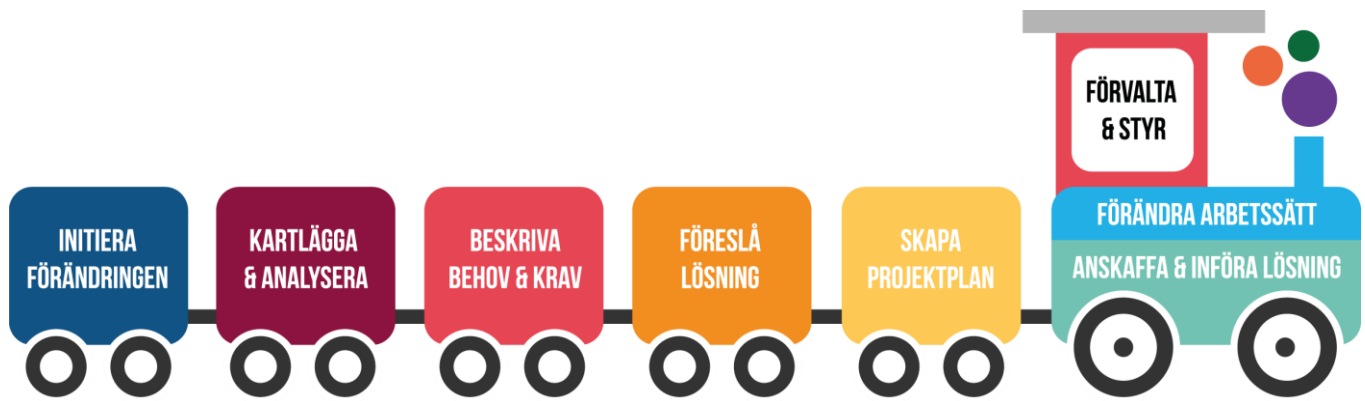 INITIERA
FÖRÄNDRINGEN
KARTLÄGGA
& ANALYSERA
BESKRIVA
BEHOV & KRAV
FÖRESLÅ
LÖSNING
SKAPA
PROJEKTPLAN
FÖRVALTA
& STYR
FÖRÄNDRA ARBETSSÄTT
ANSKAFFA & INFÖRA LÖSNING